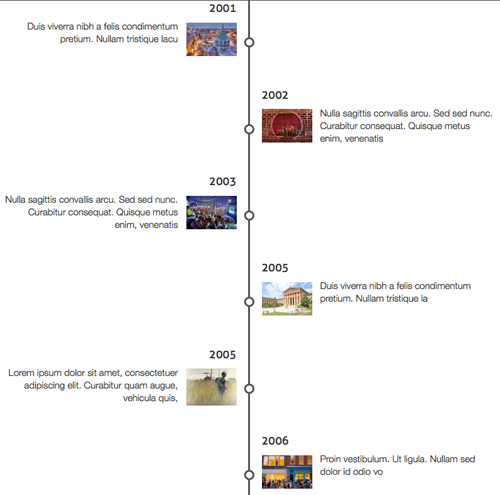 2001
Duis viverra nibh a felis condimentum
pretium. Nullam tristique lacu
2002
Nulla sagittis convallis arcu. Sed sed nunc.
Curabitur consequat. Quisque metus
enim, venenatis
2003
Nulla sagittis convallis arcu. Sed sed nunc.
Curabitur consequat. Quisque metus
enim, venenatis
2005
Duis viverra nibh a felis condimentum
pretium. Nullam tristique la
2005
Lorem ipsum dolor sit amet, consectetuer
adipiscing elit. Curabitur quam augue,
vehicula quis,
2006
Proin vestibulum. Ut ligula. Nullam sed
dolor id odio vo